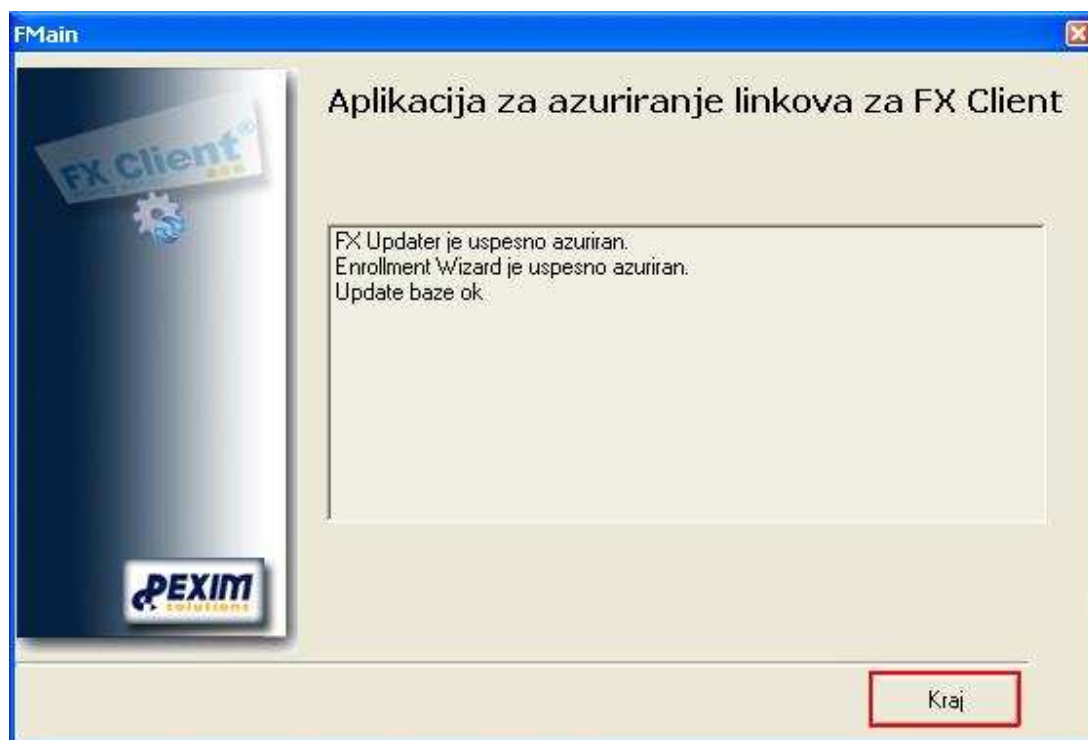 FMain
Aplikacija za azuriranje linkova za FX Client
FX Client®
FX Updater je uspesno azuriran.
Enrollment Wizard je uspesno azuriran.
Update baze ok
PEXIM
solutions
Kraj